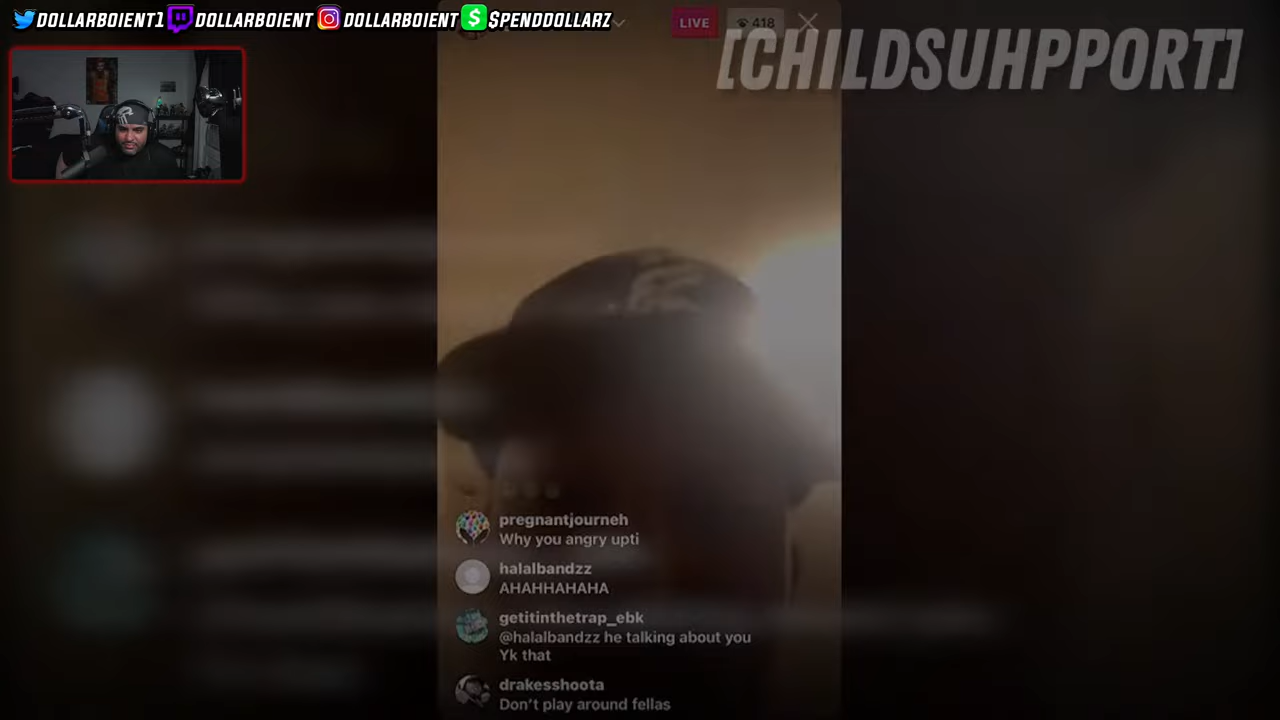 DOLLARBOIENT1 DOLLARBOIENT DOLLARBOIENT $PENDDOLLARZ
LIVE 418
[CHILDSUHPPORT]
pregnantjourneh
Why you angry upti
halalbandzz
AHAHHAHAHA
getitinthetrap_ebk
@halalbandzz he talking about you
Yk that
drakesshoota
Don't play around fellas